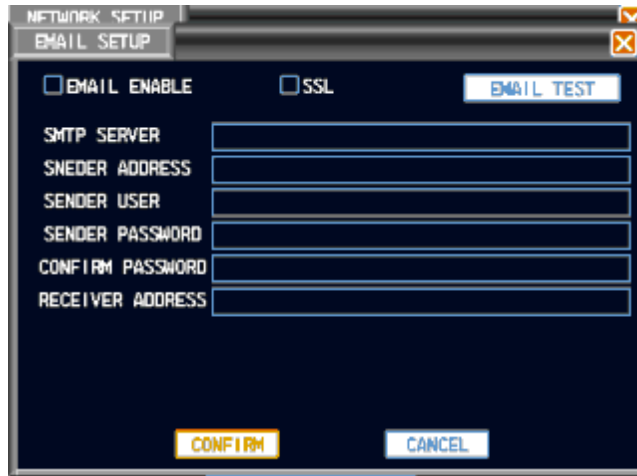 NETWORK SETUP
EMAIL SETUP
EMAIL ENABLE SSL EMAIL TEST
SMTP SERVER
SNEDER ADDRESS
SENDER USER
SENDER PASSWORD
CONFIRM PASSWORD
RECEIVER ADDRESS
CONFIRM CANCEL